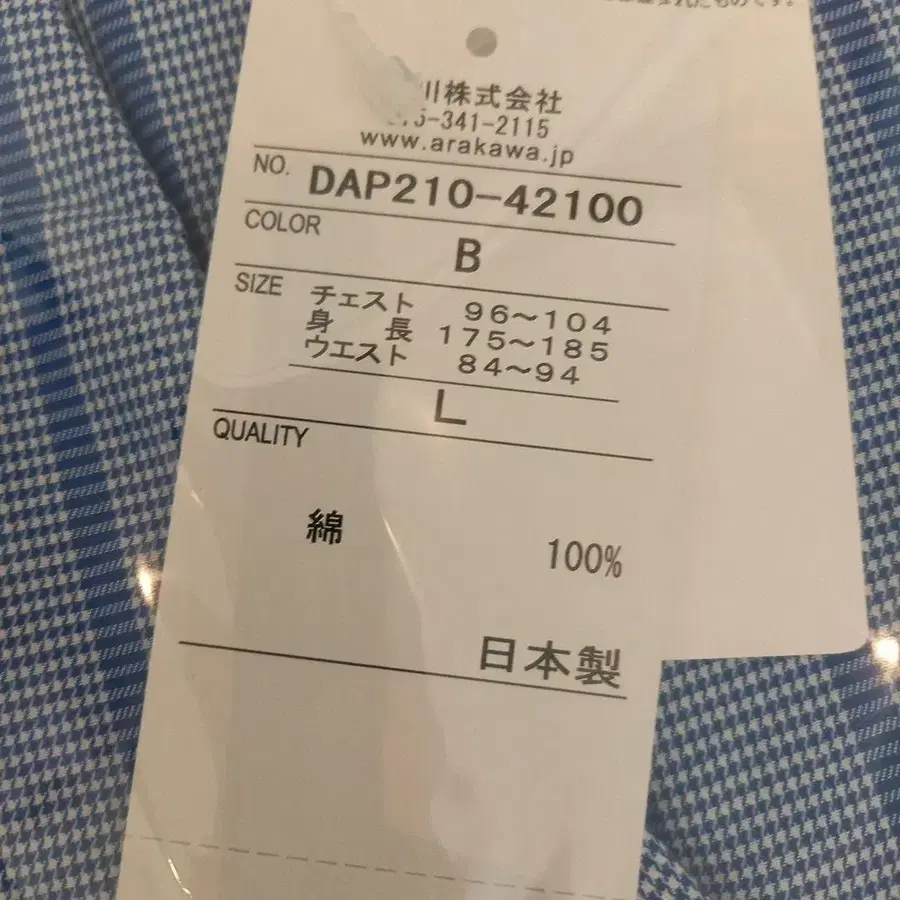 川株式会社
5-341-2115
www.arakawa.jp
NO. DAP210-42100
COLOR
B
SIZE チェスト 96～104
身長 175～185
ウエスト 84～94
L
QUALITY
綿 100%
日本製